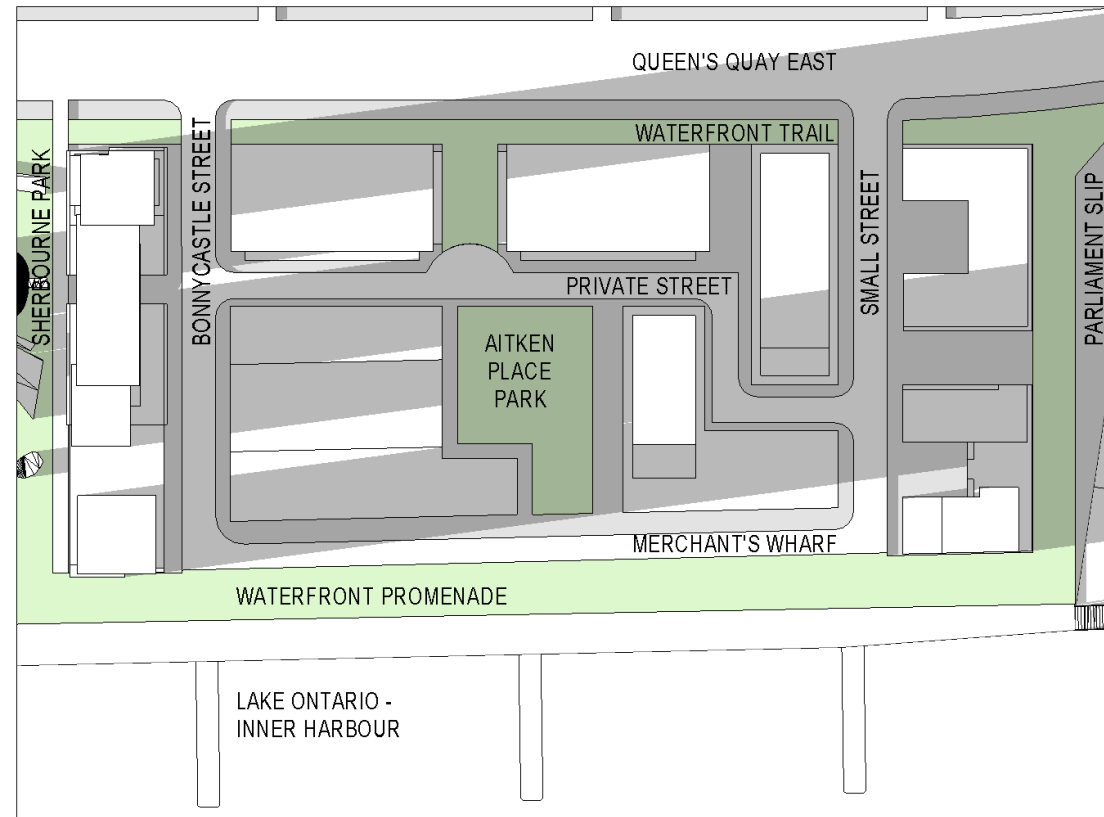 QUEEN'S QUAY EAST
WATERFRONT TRAIL
SHERBOURNE PARK
BONNYCASTLE STREET
SMALL STREET
PARLIAMENT SLIP
PRIVATE STREET
AITKEN
PLACE
PARK
MERCHANT'S WHARF
WATERFRONT PROMENADE
LAKE ONTARIO -
INNER HARBOUR